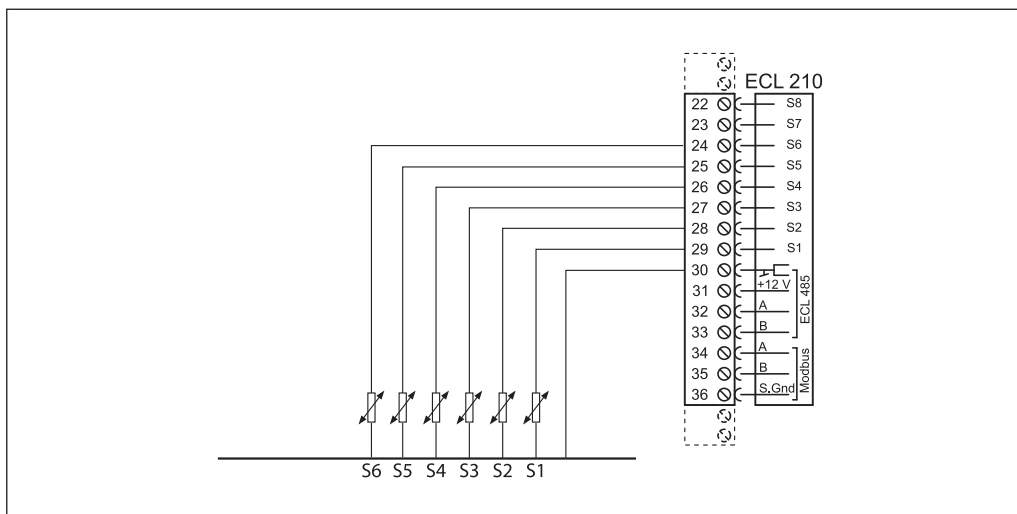 ECL 210
22 S8
23 S7
24 S6
25 S5
26 S4
27 S3
28 S2
29 S1
30
31 +12 V
32 A
33 B
ECL 485
34 A
35 B
36 S.Gnd
Modbus
S6 S5 S4 S3 S2 S1